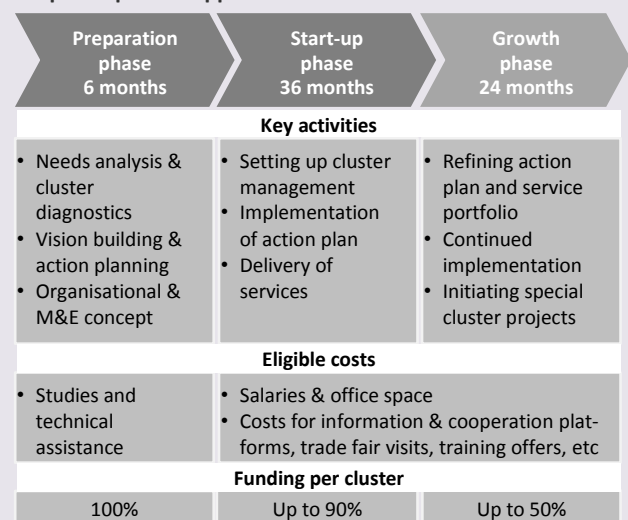 Preparation
phase
6 months
Start-up
phase
36 months
Growth
phase
24 months
Key activities
• Needs analysis &
cluster
diagnostics
• Vision building &
action planning
• Organisational &
M&E concept
• Setting up cluster
management
• Implementation
of action plan
• Delivery of
services
• Refining action
plan and service
portfolio
• Continued
implementation
• Initiating special
cluster projects
Eligible costs
• Studies and
technical
assistance
• Salaries & office space
• Costs for information & cooperation plat-
forms, trade fair visits, training offers, etc
Funding per cluster
100%
Up to 90%
Up to 50%